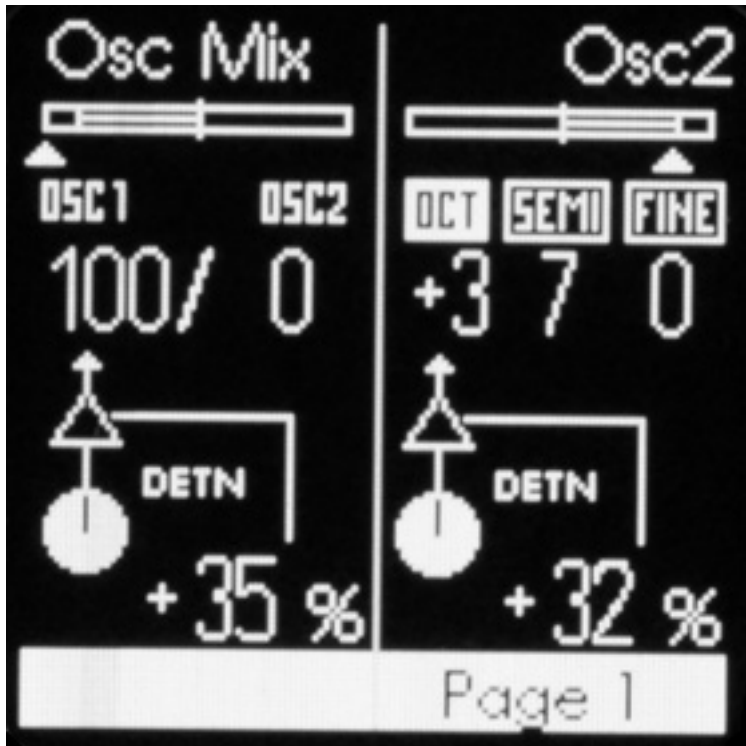 Osc Mix
OSC1 OSC2
100/ 0
DETN
+35 %
Osc2
OCT SEMI FINE
+3 7 0
DETN
+32 %
Page 1